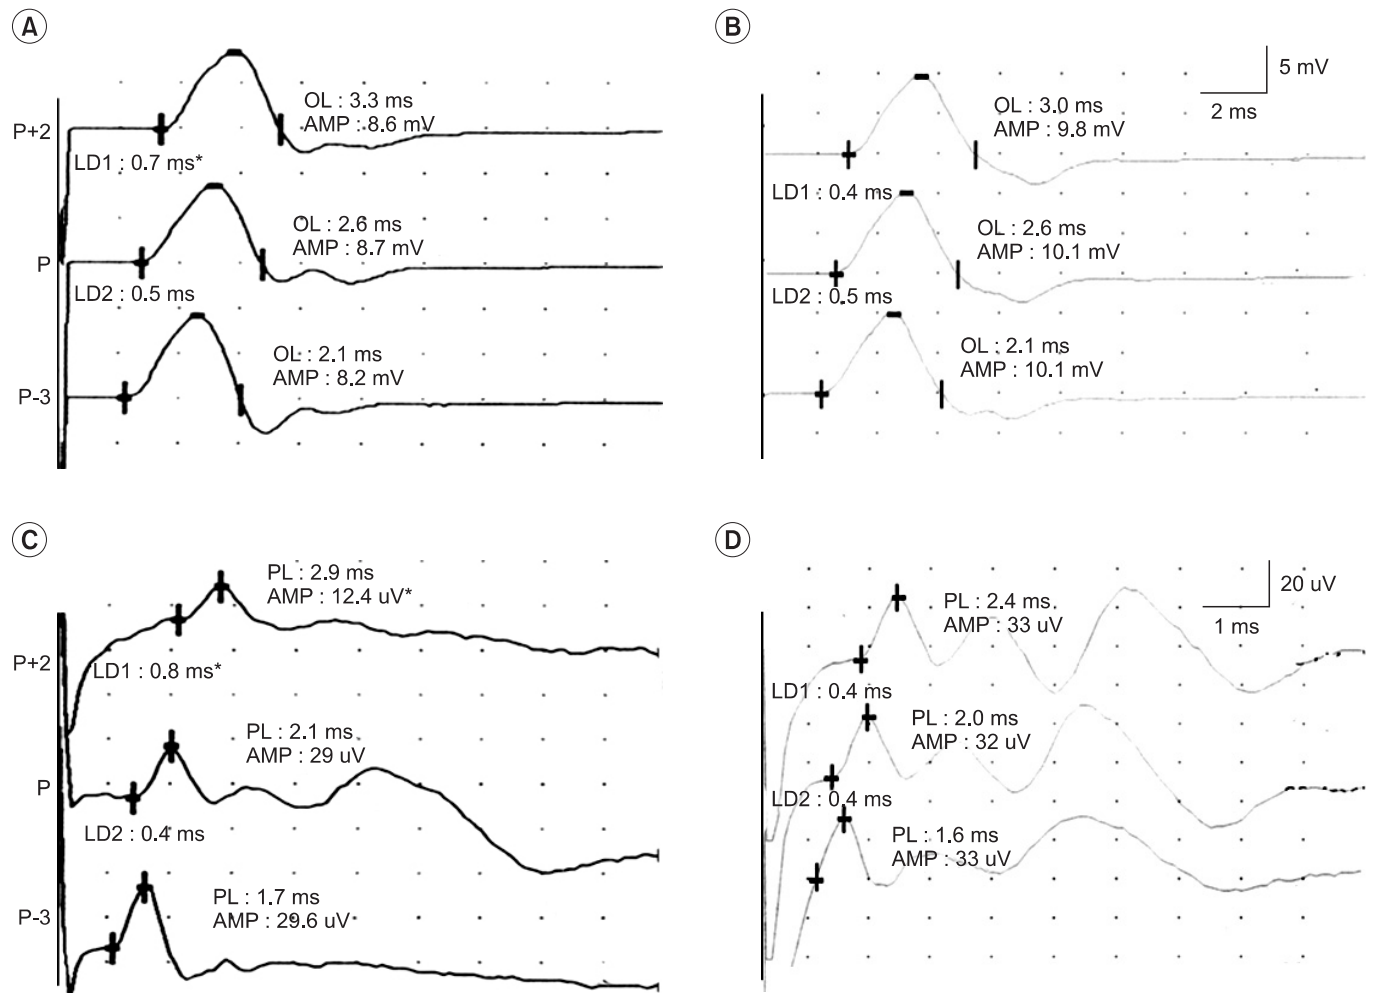 A
P+2
OL : 3.3 ms
AMP : 8.6 mV
LD1 : 0.7 ms*
P
OL : 2.6 ms
AMP : 8.7 mV
LD2 : 0.5 ms
P-3
OL : 2.1 ms
AMP : 8.2 mV
B
5 mV
2 ms
OL : 3.0 ms
AMP : 9.8 mV
LD1 : 0.4 ms
OL : 2.6 ms
AMP : 10.1 mV
LD2 : 0.5 ms
OL : 2.1 ms
AMP : 10.1 mV
C
P+2
PL : 2.9 ms
AMP : 12.4 uV*
LD1 : 0.8 ms*
P
PL : 2.1 ms
AMP : 29 uV
LD2 : 0.4 ms
P-3
PL : 1.7 ms
AMP : 29.6 uV
D
20 uV
1 ms
PL : 2.4 ms
AMP : 33 uV
LD1 : 0.4 ms
PL : 2.0 ms
AMP : 32 uV
LD2 : 0.4 ms
PL : 1.6 ms
AMP : 33 uV